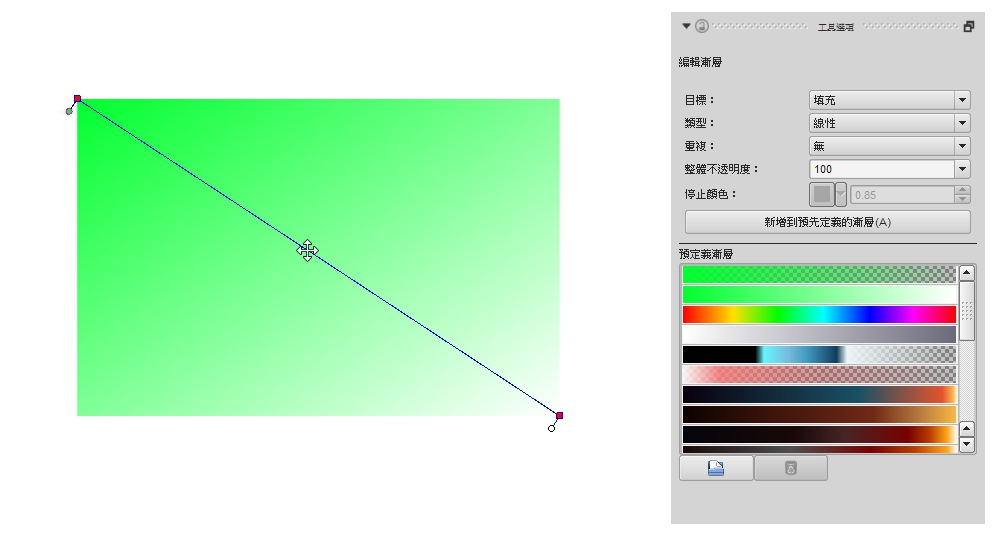 工具選項
編輯漸層
目標： 填充
類型： 線性
重複： 無
整體不透明度： 100
停止顏色： 0.85
新增到預先定義的漸層(A)
預定義漸層